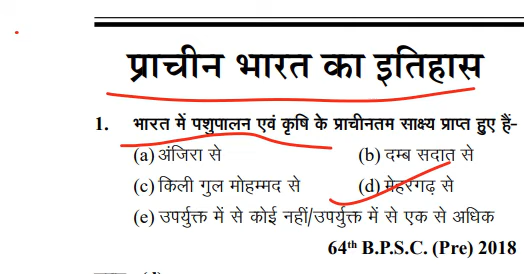 प्राचीन भारत का इतिहास
1. भारत में पशुपालन एवं कृषि के प्राचीनतम साक्ष्य प्राप्त हुए हैं-
(a) अंजिरा से (b) दम्ब सदात से
(c) किली गुल मोहम्मद से (d) मेहरगढ़ से
(e) उपर्युक्त में से कोई नहीं/उपर्युक्त में से एक से अधिक
64th B.P.S.C. (Pre) 2018